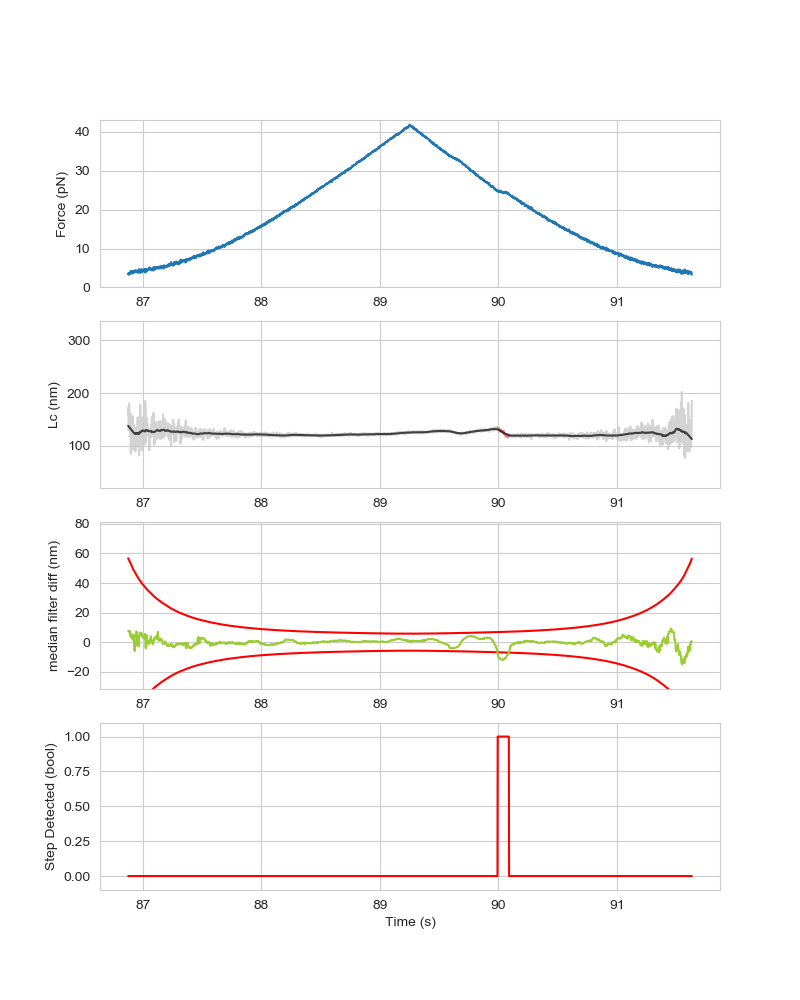 40
30
20
10
0
Force (pN)
87 88 89 90 91
300
200
100
Lc (nm)
87 88 89 90 91
80
60
40
20
0
−20
median filter diff (nm)
87 88 89 90 91
1.00
0.75
0.50
0.25
0.00
Step Detected (bool)
87 88 89 90 91
Time (s)